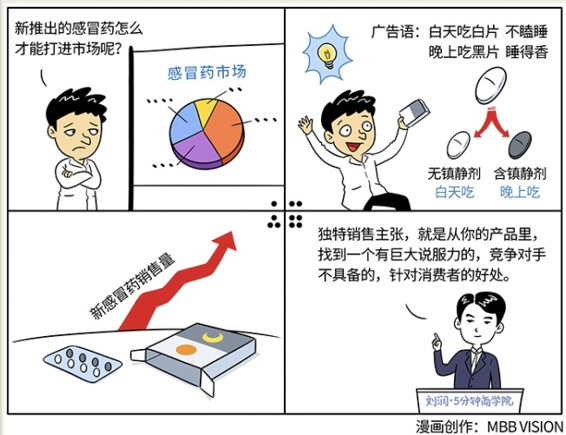 新推出的感冒药怎么
才能打进市场呢?
感冒药市场
广告语：白天吃白片 不瞌睡
晚上吃黑片 睡得香
无镇静剂
白天吃
含镇静剂
晚上吃
新感冒药销售量
独特销售主张，就是从你的产品里，
找到一个有巨大说服力的，竞争对手
不具备的，针对消费者的好处。
刘润·5分钟商学院
漫画创作：MBB VISION